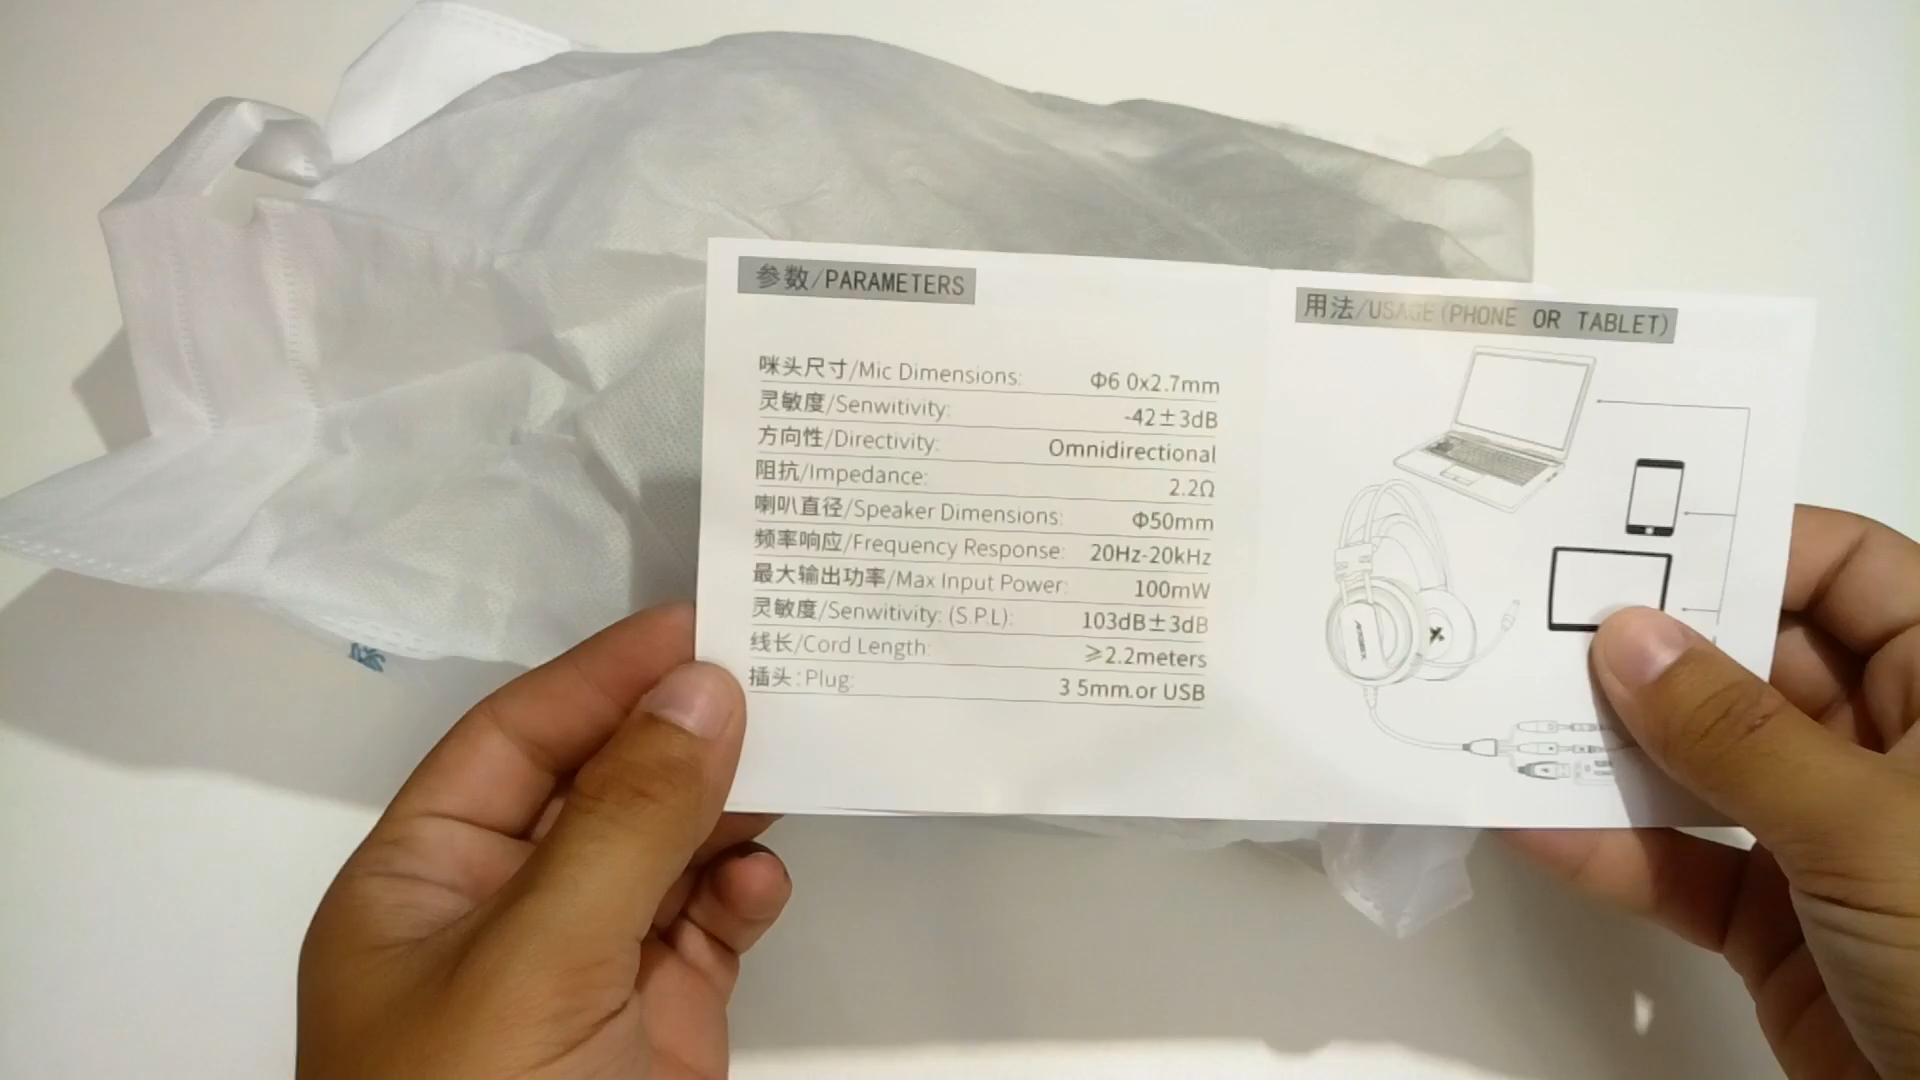 参数/PARAMETERS
咪头尺寸/Mic Dimensions: Φ6 0x2.7mm
灵敏度/Senwitivity: -42±3dB
方向性/Directivity: Omnidirectional
阻抗/Impedance: 2.2Ω
喇叭直径/Speaker Dimensions: Φ50mm
频率响应/Frequency Response: 20Hz-20kHz
最大输出功率/Max Input Power: 100mW
灵敏度/Senwitivity: (S.P.L): 103dB±3dB
线长/Cord Length: ≥2.2meters
插头:Plug: 3 5mm.or USB
用法/USAGE(PHONE OR TABLET)